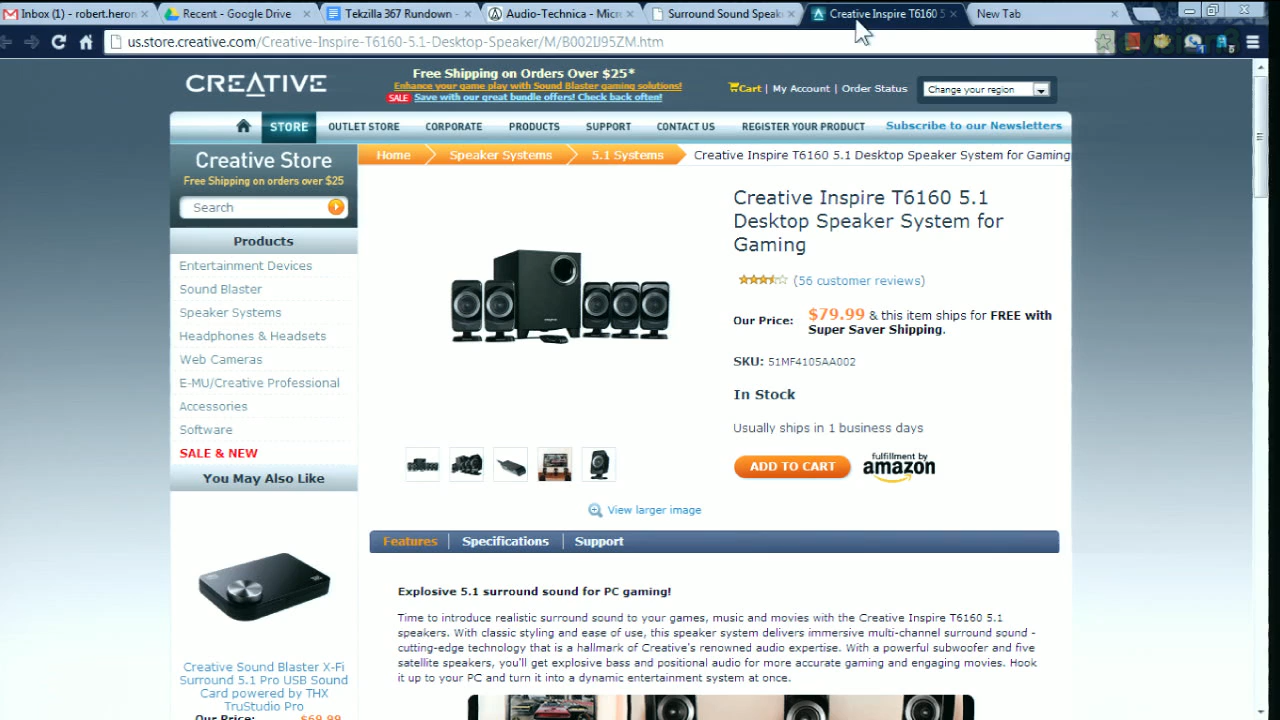 Inbox (1) - robert.heron
Recent - Google Drive
Tekzilla 367 Rundown -
Audio-Technica - Micr
Surround Sound Speak
Creative Inspire T6160 5
New Tab
us.store.creative.com/Creative-Inspire-T6160-5.1-Desktop-Speaker/M/B002IJ95ZM.htm
CREATIVE
Free Shipping on Orders Over $25*
Enhance your game play with Sound Blaster gaming solutions!
SALE Save with our great bundle offers! Check back often!
Cart | My Account | Order Status
Change your region
STORE OUTLET STORE CORPORATE PRODUCTS SUPPORT CONTACT US REGISTER YOUR PRODUCT Subscribe to our Newsletters
Creative Store
Free Shipping on orders over $25
Search
Home Speaker Systems 5.1 Systems Creative Inspire T6160 5.1 Desktop Speaker System for Gaming
Products
Entertainment Devices
Sound Blaster
Speaker Systems
Headphones & Headsets
Web Cameras
E-MU/Creative Professional
Accessories
Software
SALE & NEW
You May Also Like
Creative Sound Blaster X-Fi
Surround 5.1 Pro USB Sound
Card powered by THX
TruStudio Pro
Our Price: $69.99
Creative Inspire T6160 5.1
Desktop Speaker System for
Gaming
(56 customer reviews)
Our Price: $79.99 & this item ships for FREE with
Super Saver Shipping.
SKU: 51MF4105AA002
In Stock
Usually ships in 1 business days
ADD TO CART
fulfillment by
amazon
View larger image
Features Specifications Support
Explosive 5.1 surround sound for PC gaming!
Time to introduce realistic surround sound to your games, music and movies with the Creative Inspire T6160 5.1
speakers. With classic styling and ease of use, this speaker system delivers immersive multi-channel surround sound -
cutting-edge technology that is a hallmark of Creative's renowned audio expertise. With a powerful subwoofer and five
satellite speakers, you'll get explosive bass and positional audio for more accurate gaming and engaging movies. Hook
it up to your PC and turn it into a dynamic entertainment system at once.